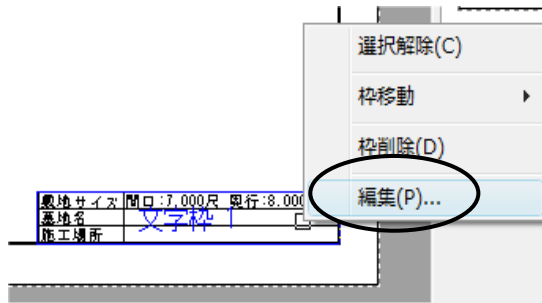 選択解除(C)
枠移動
枠削除(D)
編集(P)...
敷地サイズ 間口:7,000尺 奥行:8.000
墓地名
文字枠 1
施工場所